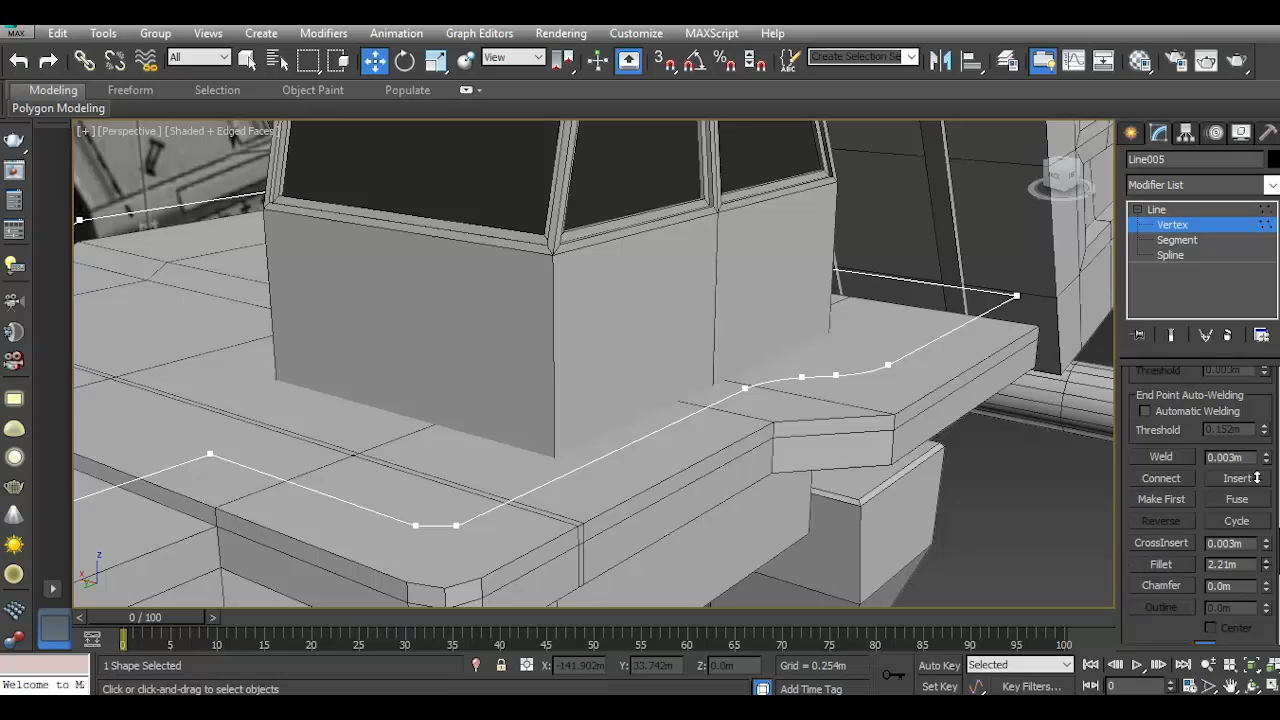 MAX Edit Tools Group Views Create Modifiers Animation Graph Editors Rendering Customize MAXScript Help
All View 3 Create Selection Se
Modeling Freeform Selection Object Paint Populate
Polygon Modeling
[+] [Perspective] [Shaded + Edged Faces]
Line005
Modifier List
Line
Vertex
Segment
Spline
Threshold 0.003m
End Point Auto-Welding
Automatic Welding
Threshold 0.152m
Weld 0.003m
Connect Insert
Make First Fuse
Reverse Cycle
CrossInsert 0.003m
Fillet 2.21m
Chamfer 0.0m
Outline 0.0m
Center
z
x
< 0 / 100 >
0 5 10 15 20 25 30 35 40 45 50 55 60 65 70 75 80 85 90 95 100
1 Shape Selected X: -141.902m Y: 33.742m Z: 0.0m Grid = 0.254m Auto Key Selected
Welcome to M Click or click-and-drag to select objects Add Time Tag Set Key Key Filters... 0